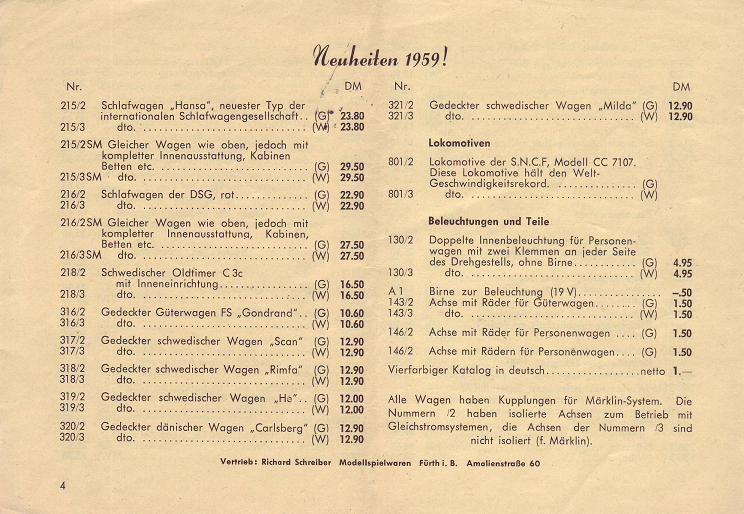 Neuheiten 1959!
Nr. DM
215/2 Schlafwagen „Hansa“, neuester Typ der
internationalen Schlafwagengesellschaft.. (G) 23.80
215/3 dto. (W) 23.80
215/2SM Gleicher Wagen wie oben, jedoch mit
kompletter Innenausstattung, Kabinen
Betten etc. (G) 29.50
215/3SM dto. (W) 29.50
216/2 Schlafwagen der DSG, rot (G) 22.90
216/3 dto. (W) 22.90
216/2SM Gleicher Wagen wie oben, jedoch mit
kompletter Innenausstattung, Kabinen,
Betten etc. (G) 27.50
216/3SM dto. (W) 27.50
218/2 Schwedischer Oldtimer C3c
mit Inneneinrichtung (G) 16.50
218/3 dto. (W) 16.50
316/2 Gedeckter Güterwagen FS „Gondrand“.. (G) 10.60
316/3 dto. (W) 10.60
317/2 Gedeckter schwedischer Wagen „Scan“ (G) 12.90
317/3 dto. (W) 12.90
318/2 Gedeckter schwedischer Wagen „Rimfa“ (G) 12.90
318/3 dto. (W) 12.90
319/2 Gedeckter schwedischer Wagen „He“.. (G) 12.00
319/3 dto. (W) 12.00
320/2 Gedeckter dänischer Wagen „Carlsberg“ (G) 12.90
320/3 dto. (W) 12.90
Nr. DM
321/2 Gedeckter schwedischer Wagen „Milda“ (G) 12.90
321/3 dto. (W) 12.90
Lokomotiven
801/2 Lokomotive der S.N.C.F, Modell CC 7107.
Diese Lokomotive hält den Welt-
Geschwindigkeitsrekord. (G)
801/3 dto. (W)
Beleuchtungen und Teile
130/2 Doppelte Innenbeleuchtung für Personen-
wagen mit zwei Klemmen an jeder Seite
des Drehgestells, ohne Birne (G) 4.95
130/3 dto. (W) 4.95
A 1 Birne zur Beleuchtung (19 V) –.50
143/2 Achse mit Räder für Güterwagen (G) 1.50
143/3 dto. (W) 1.50
146/2 Achse mit Räder für Personenwagen .... (G) 1.50
146/2 Achse mit Rädern für Personenwagen.... (G) 1.50
Vierfarbiger Katalog in deutsch netto 1.—
Alle Wagen haben Kupplungen für Märklin-System. Die
Nummern /2 haben isolierte Achsen zum Betrieb mit
Gleichstromsystemen, die Achsen der Nummern /3 sind
nicht isoliert (f. Märklin).
Vertrieb: Richard Schreiber Modellspielwaren Fürth i. B. Amalienstraße 60
4